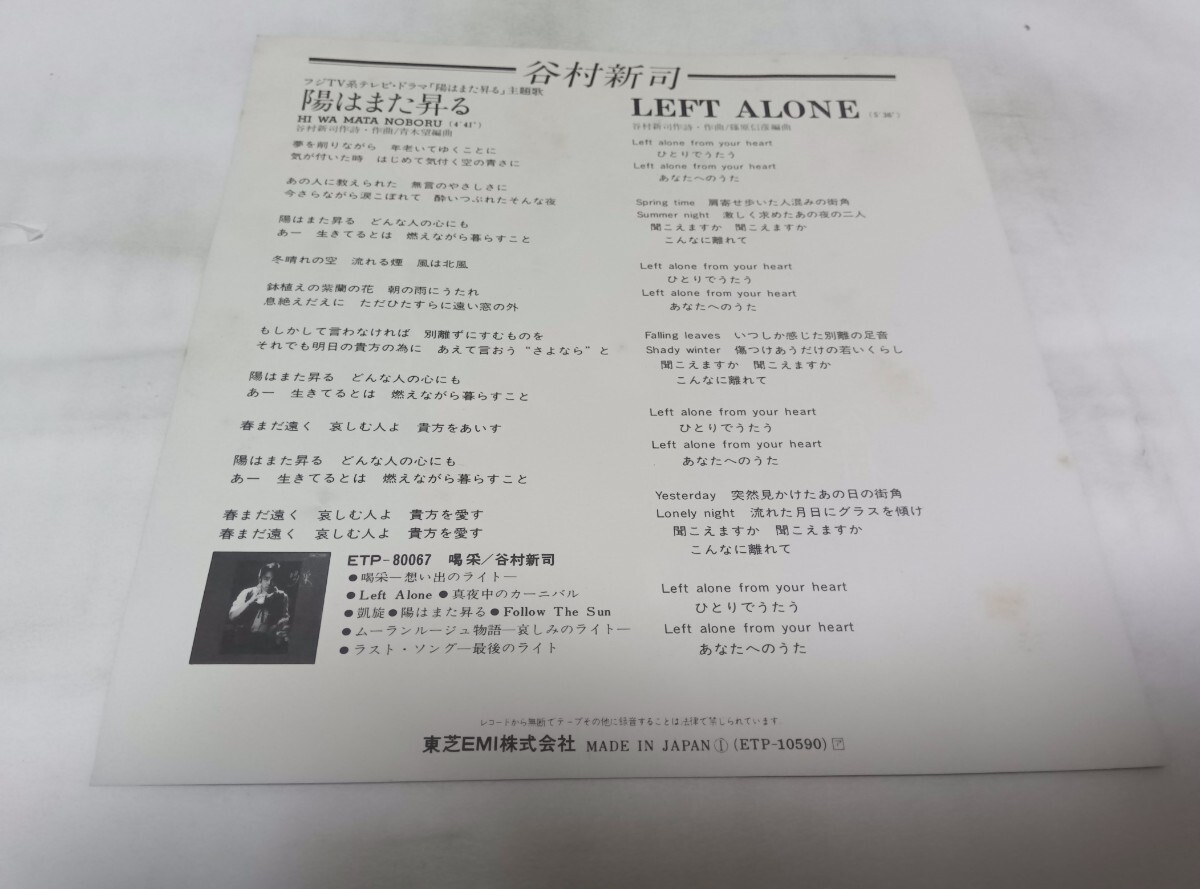 谷村新司
フジTV系テレビ・ドラマ「陽はまた昇る」主題歌
陽はまた昇る
HI WA MATA NOBORU (4′41″)
谷村新司作詩・作曲/青木望編曲
夢を削りながら 年老いてゆくことに
気が付いた時 はじめて気付く空の青さに
あの人に教えられた 無言のやさしさに
今さらながら涙こぼれて 酔いつぶれたそんな夜
陽はまた昇る どんな人の心にも
あー 生きてるとは 燃えながら暮らすこと
冬晴れの空 流れる煙 風は北風
鉢植えの紫蘭の花 朝の雨にうたれ
息絶えだえに ただひたすらに遠い窓の外
もしかして言わなければ 別離ずにすむものを
それでも明日の貴方の為に あえて言おう “さよなら” と
陽はまた昇る どんな人の心にも
あー 生きてるとは 燃えながら暮らすこと
春まだ遠く 哀しむ人よ 貴方をあいす
陽はまた昇る どんな人の心にも
あー 生きてるとは 燃えながら暮らすこと
春まだ遠く 哀しむ人よ 貴方を愛す
春まだ遠く 哀しむ人よ 貴方を愛す
ETP-80067 喝采/谷村新司
●喝采—想い出のライト—
●Left Alone ●真夜中のカーニバル
●凱旋●陽はまた昇る●Follow The Sun
●ムーランルージュ物語—哀しみのライト—
●ラスト・ソング—最後のライト
LEFT ALONE
谷村新司作詩・作曲/篠原信彦編曲
Left alone from your heart
ひとりでうたう
Left alone from your heart
あなたへのうた
Spring time 肩寄せ歩いた人混みの街角
Summer night 激しく求めたあの夜の二人
聞こえますか 聞こえますか
こんなに離れて
Left alone from your heart
ひとりでうたう
Left alone from your heart
あなたへのうた
Falling leaves いつしか感じた別離の足音
Shady winter 傷つけあうだけの若いくらし
聞こえますか 聞こえますか
こんなに離れて
Left alone from your heart
ひとりでうたう
Left alone from your heart
あなたへのうた
Yesterday 突然見かけたあの日の街角
Lonely night 流れた月日にグラスを傾け
聞こえますか 聞こえますか
こんなに離れて
Left alone from your heart
ひとりでうたう
Left alone from your heart
あなたへのうた
レコードから無断でテープその他に録音することは法律で禁じられています。
東芝EMI株式会社 MADE IN JAPAN Ⓘ (ETP-10590)